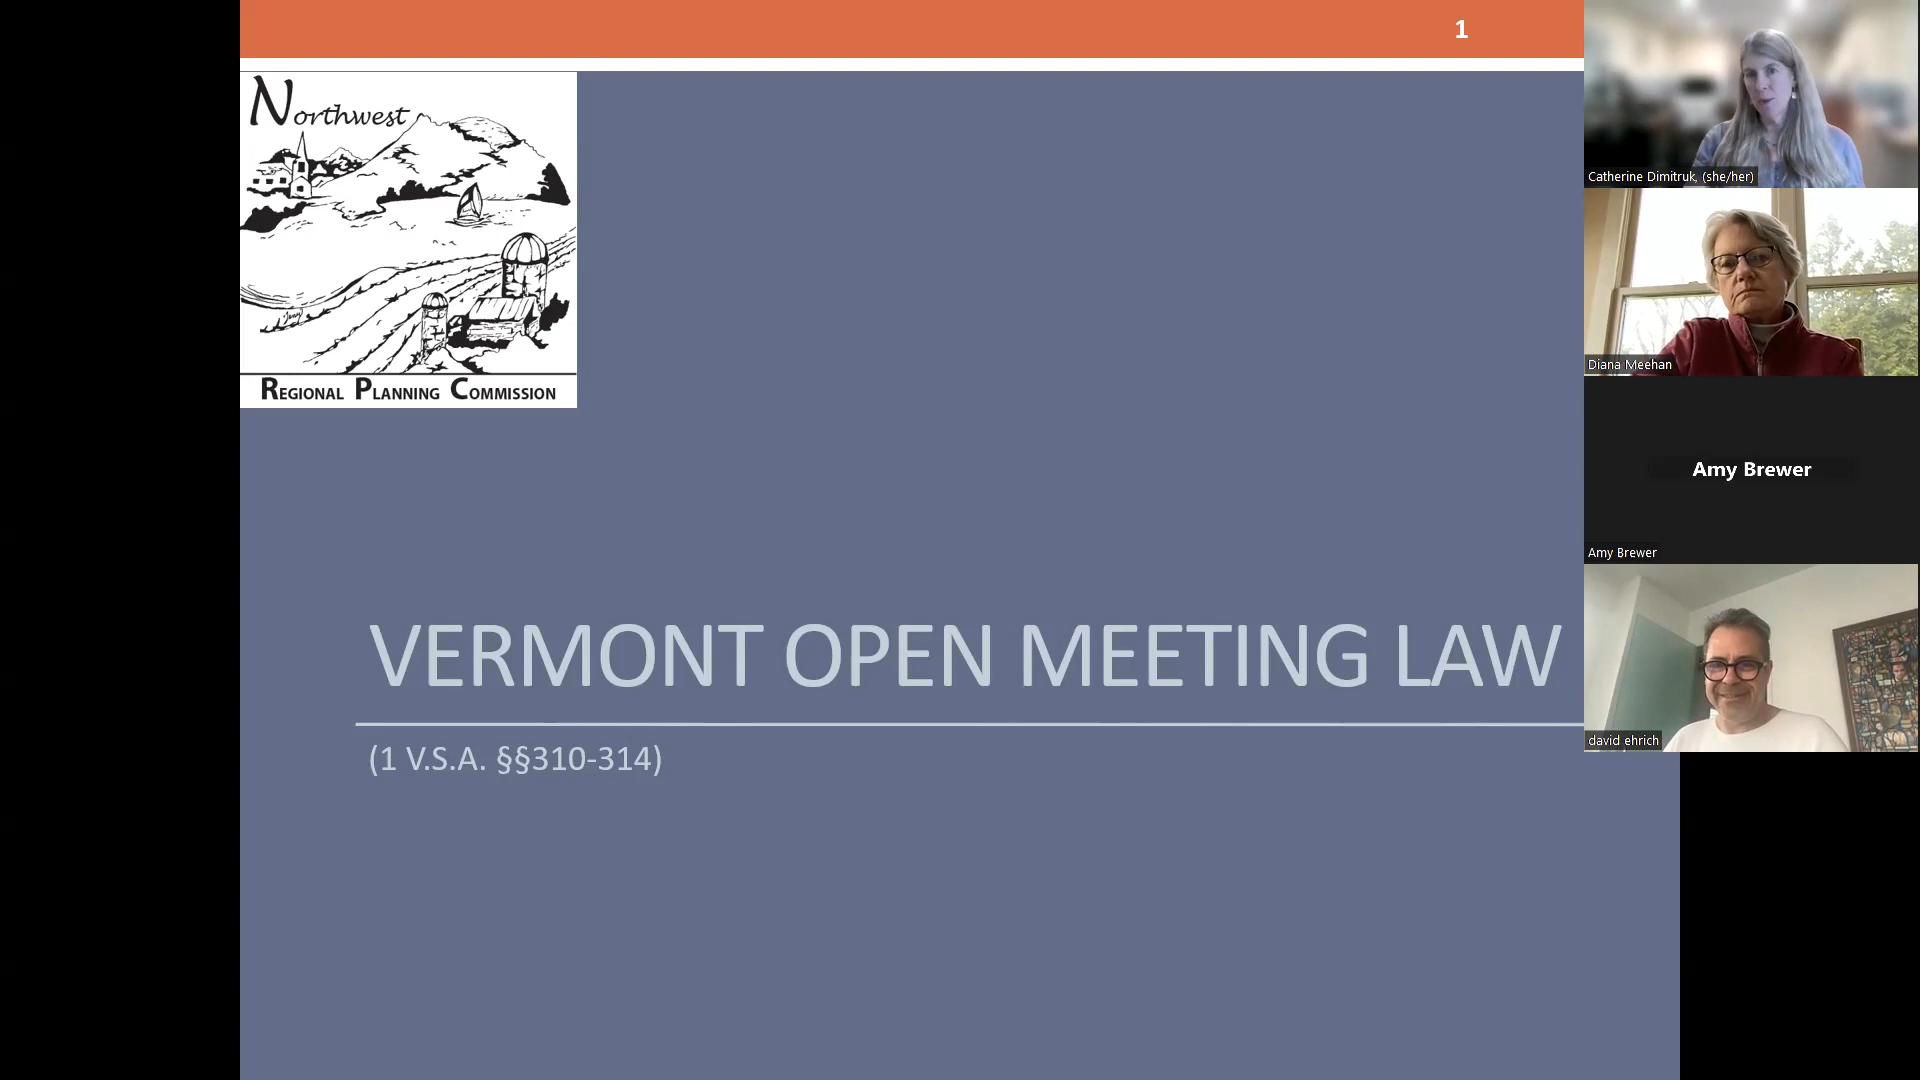 1
Northwest
REGIONAL PLANNING COMMISSION
VERMONT OPEN MEETING LAW
(1 V.S.A. §§310-314)
Catherine Dimitruk, (she/her)
Diana Meehan
Amy Brewer
Amy Brewer
david ehrich